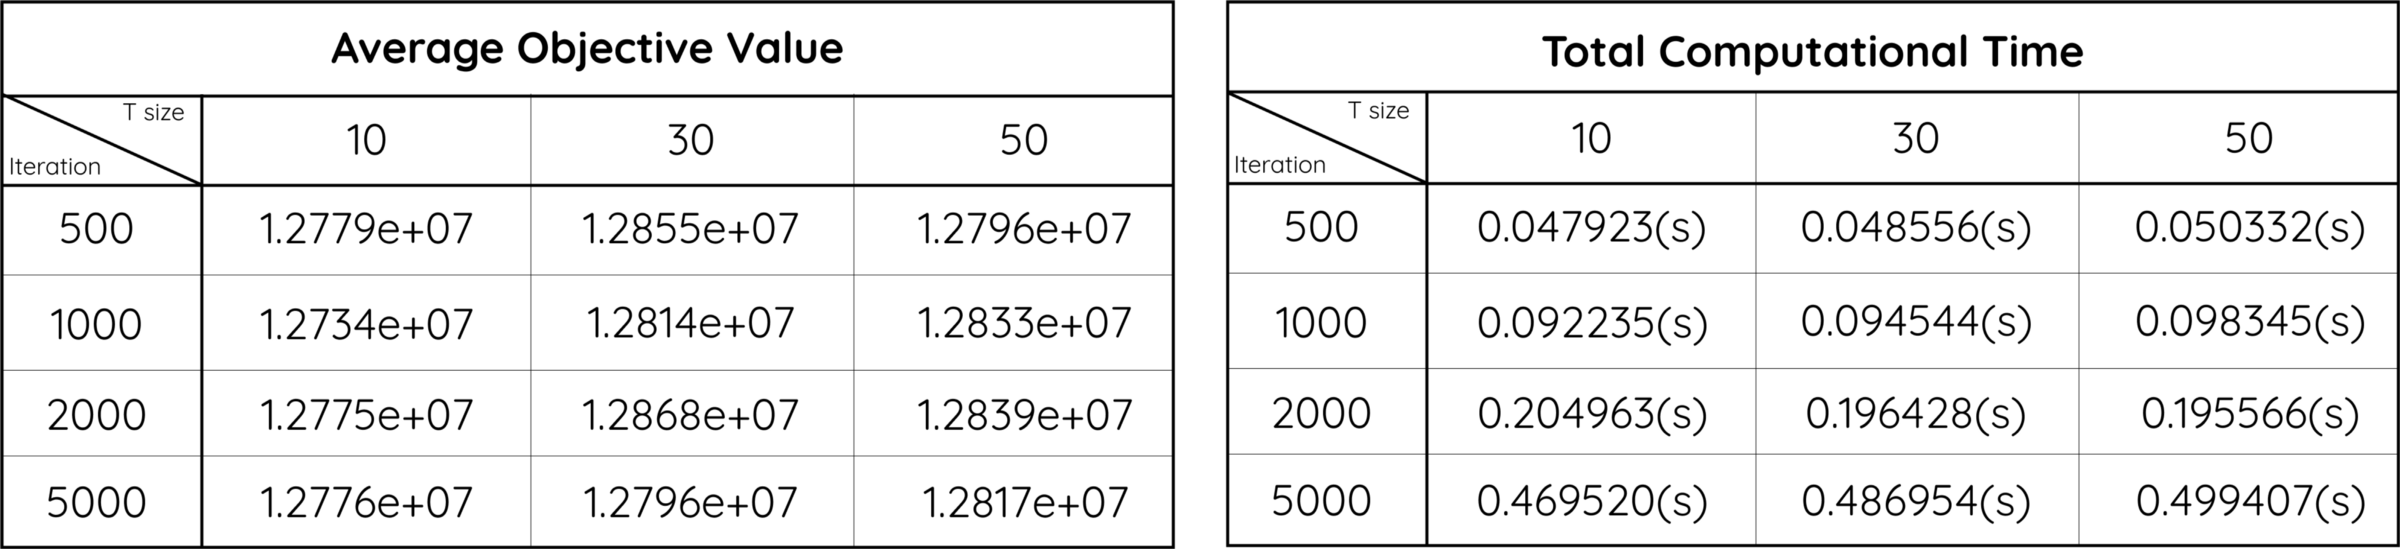 Average Objective Value
T size
Iteration
10 30 50
500 1.2779e+07 1.2855e+07 1.2796e+07
1000 1.2734e+07 1.2814e+07 1.2833e+07
2000 1.2775e+07 1.2868e+07 1.2839e+07
5000 1.2776e+07 1.2796e+07 1.2817e+07
Total Computational Time
T size
Iteration
10 30 50
500 0.047923(s) 0.048556(s) 0.050332(s)
1000 0.092235(s) 0.094544(s) 0.098345(s)
2000 0.204963(s) 0.196428(s) 0.195566(s)
5000 0.469520(s) 0.486954(s) 0.499407(s)